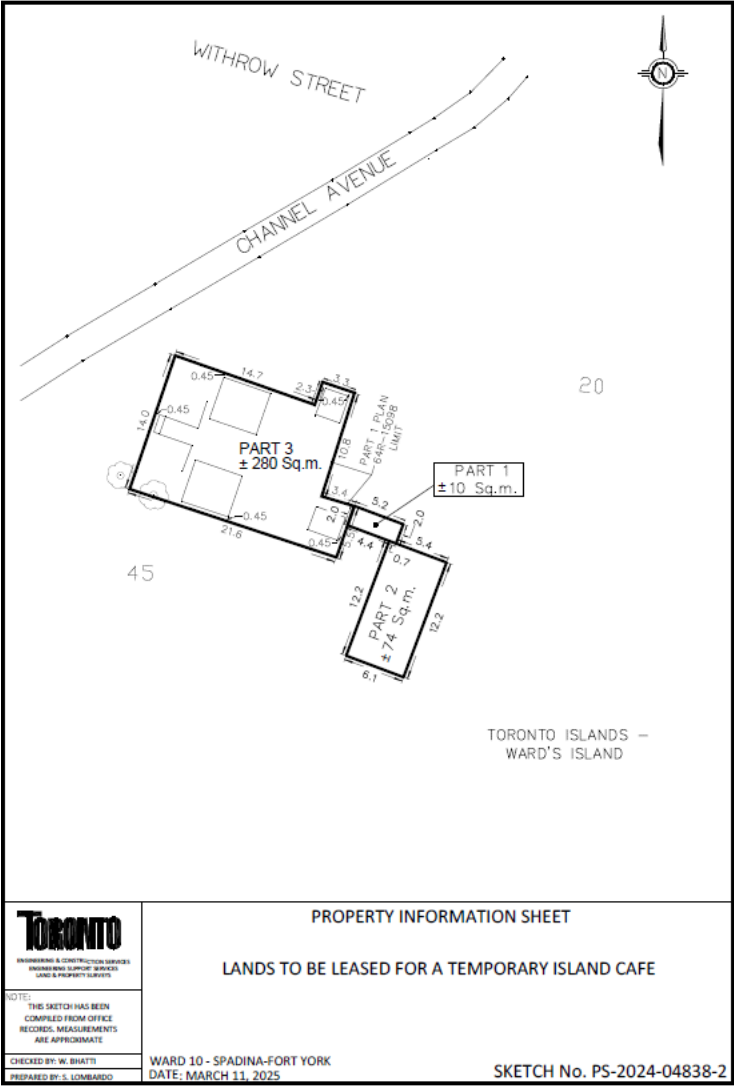 WITHROW STREET
N
CHANNEL AVENUE
20
0.45
14.7
2.3
3.3
0.45
0.45
14.0
PART 3
± 280 Sq.m.
10.8
PART 1 PLAN
64R-15098
LIMIT
PART 1
±10 Sq.m.
3.4
5.2
2.0
2.0
0.45
0.45
21.6
4.4
5.4
0.7
45
12.2
PART 2
±74 Sq.m.
12.2
6.1
TORONTO ISLANDS –
WARD'S ISLAND
TORONTO
ENGINEERING & CONSTRUCTION SERVICES
ENGINEERING SUPPORT SERVICES
LAND & PROPERTY SURVEYS
NOTE:
THIS SKETCH HAS BEEN
COMPILED FROM OFFICE
RECORDS. MEASUREMENTS
ARE APPROXIMATE
CHECKED BY: W. BHATTI
PREPARED BY: S. LOMBARDO
PROPERTY INFORMATION SHEET
LANDS TO BE LEASED FOR A TEMPORARY ISLAND CAFE
WARD 10 - SPADINA-FORT YORK
DATE: MARCH 11, 2025
SKETCH No. PS-2024-04838-2